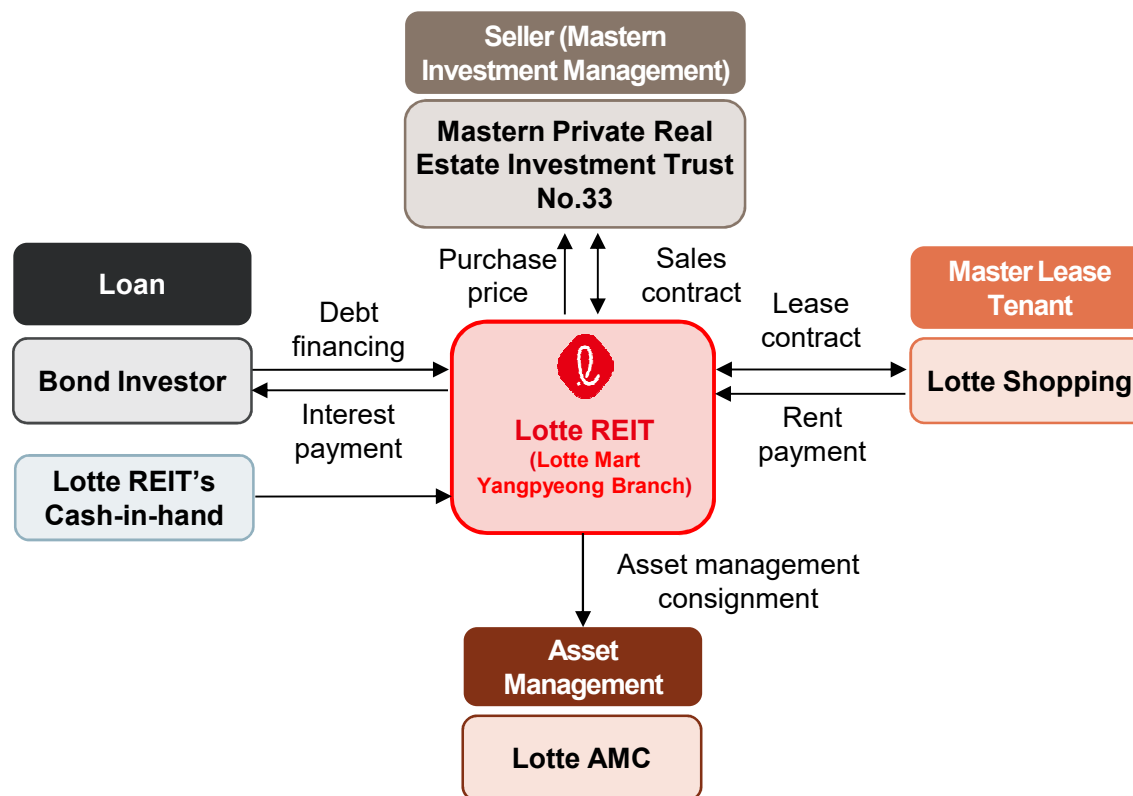 Seller (Mastern
Investment Management)
Mastern Private Real
Estate Investment Trust
No.33
Purchase
price
Sales
contract
Loan
Bond Investor
Debt
financing
Interest
payment
Lotte REIT's
Cash-in-hand
Lotte REIT
(Lotte Mart
Yangpyeong Branch)
Lease
contract
Rent
payment
Master Lease
Tenant
Lotte Shopping
Asset management
consignment
Asset
Management
Lotte AMC